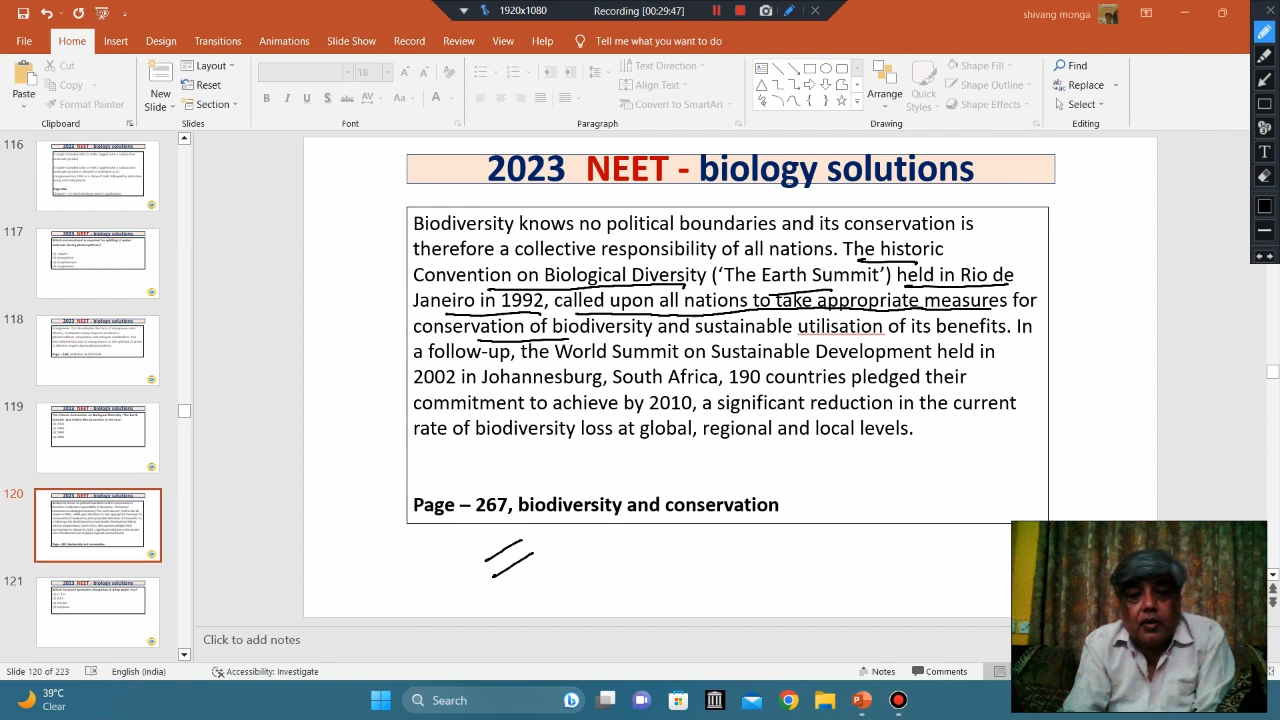 1920x1080
Recording [00:29:47]
shivang monga
File Home Insert Design Transitions Animations Slide Show Record Review View Help Tell me what you want to do
Paste
Cut
Copy
Format Painter
New Slide
Layout
Reset
Section
18
B I U S abc AV Aa A
Text Direction
Align Text
Convert to SmartArt
Arrange
Quick Styles
Shape Fill
Shape Outline
Shape Effects
Find
Replace
Select
Clipboard Slides Font Paragraph Drawing Editing
116
117
118
119
120
121
2023 NEET - biology solutions
Biodiversity knows no political boundaries and its conservation is
therefore a collective responsibility of all nations. The historic
Convention on Biological Diversity (‘The Earth Summit’) held in Rio de
Janeiro in 1992, called upon all nations to take appropriate measures for
conservation of biodiversity and sustainable utilisation of its benefits. In
a follow-up, the World Summit on Sustainable Development held in
2002 in Johannesburg, South Africa, 190 countries pledged their
commitment to achieve by 2010, a significant reduction in the current
rate of biodiversity loss at global, regional and local levels.
Page – 267, biodiversity and conservation
Click to add notes
Slide 120 of 223 English (India) Accessibility: Investigate Notes Comments
39°C
Clear
Search